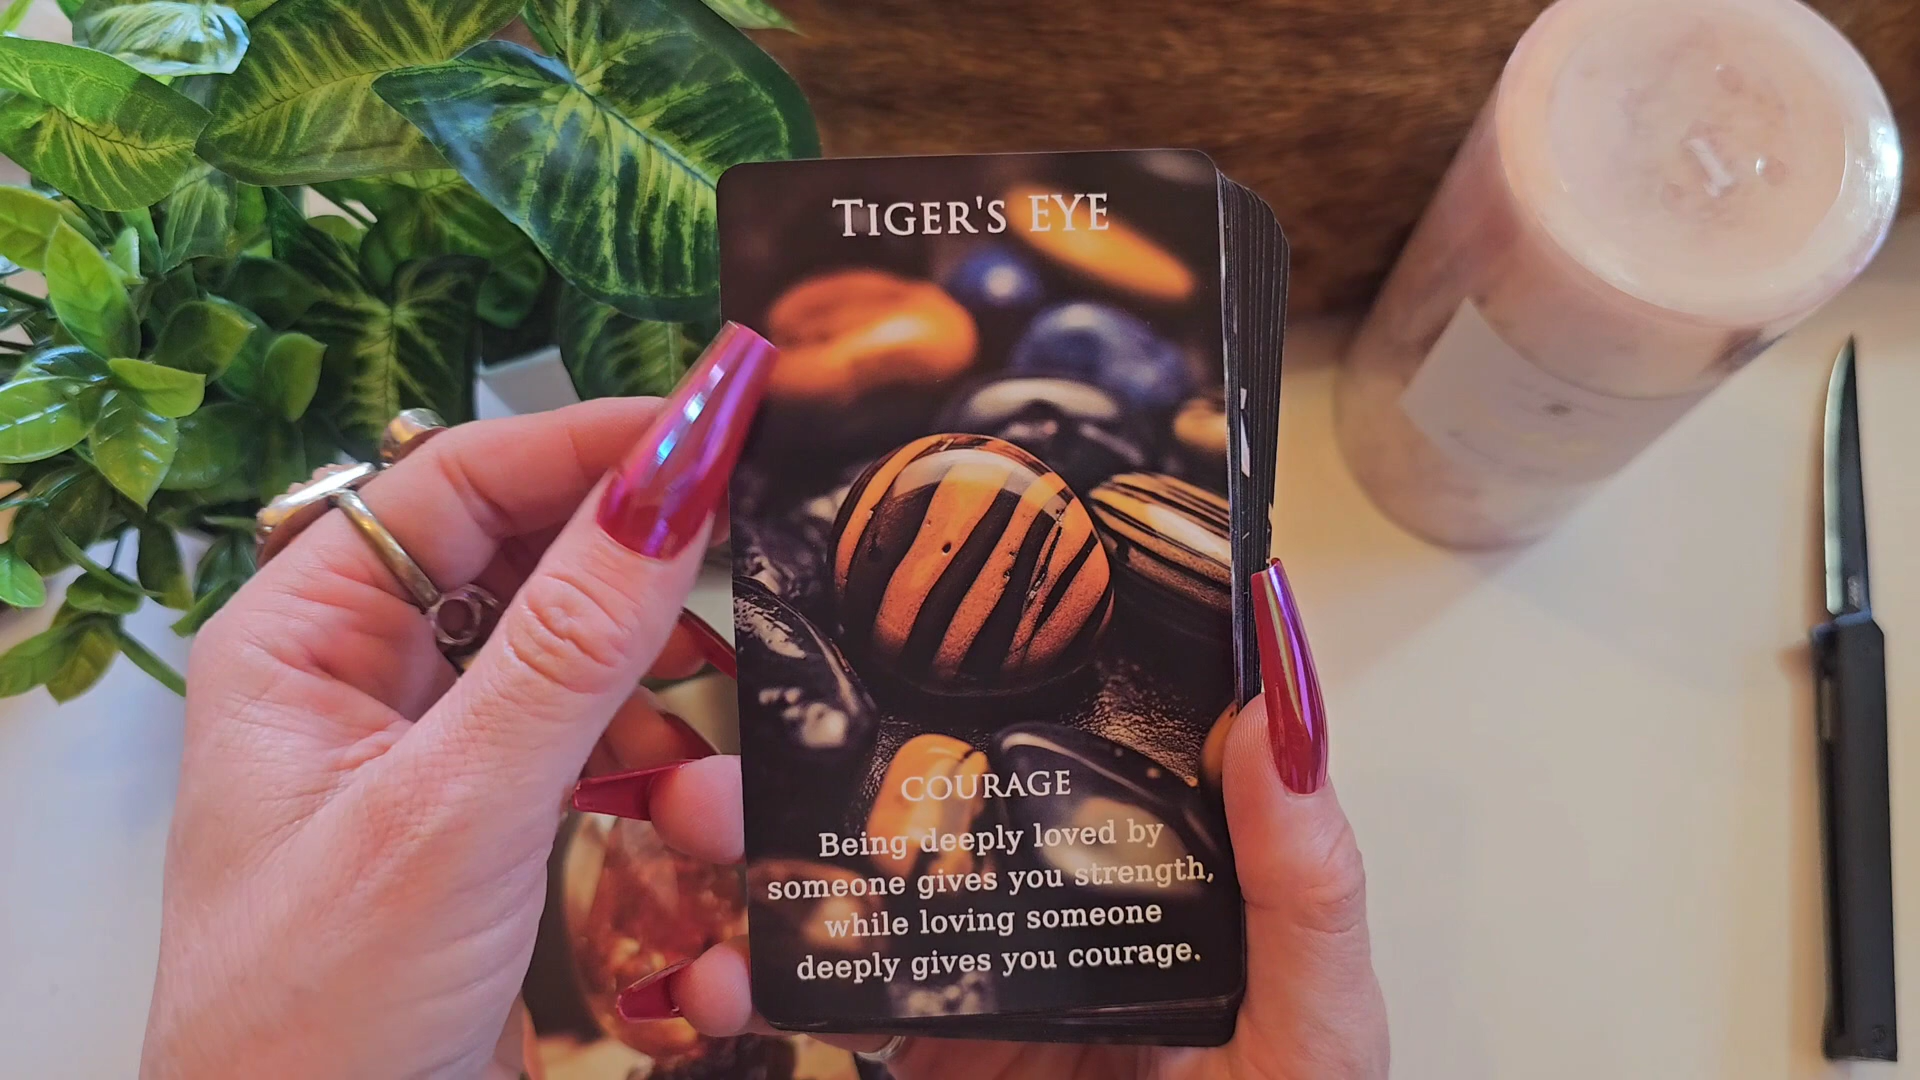 TIGER'S EYE
COURAGE
Being deeply loved by
someone gives you strength,
while loving someone
deeply gives you courage.